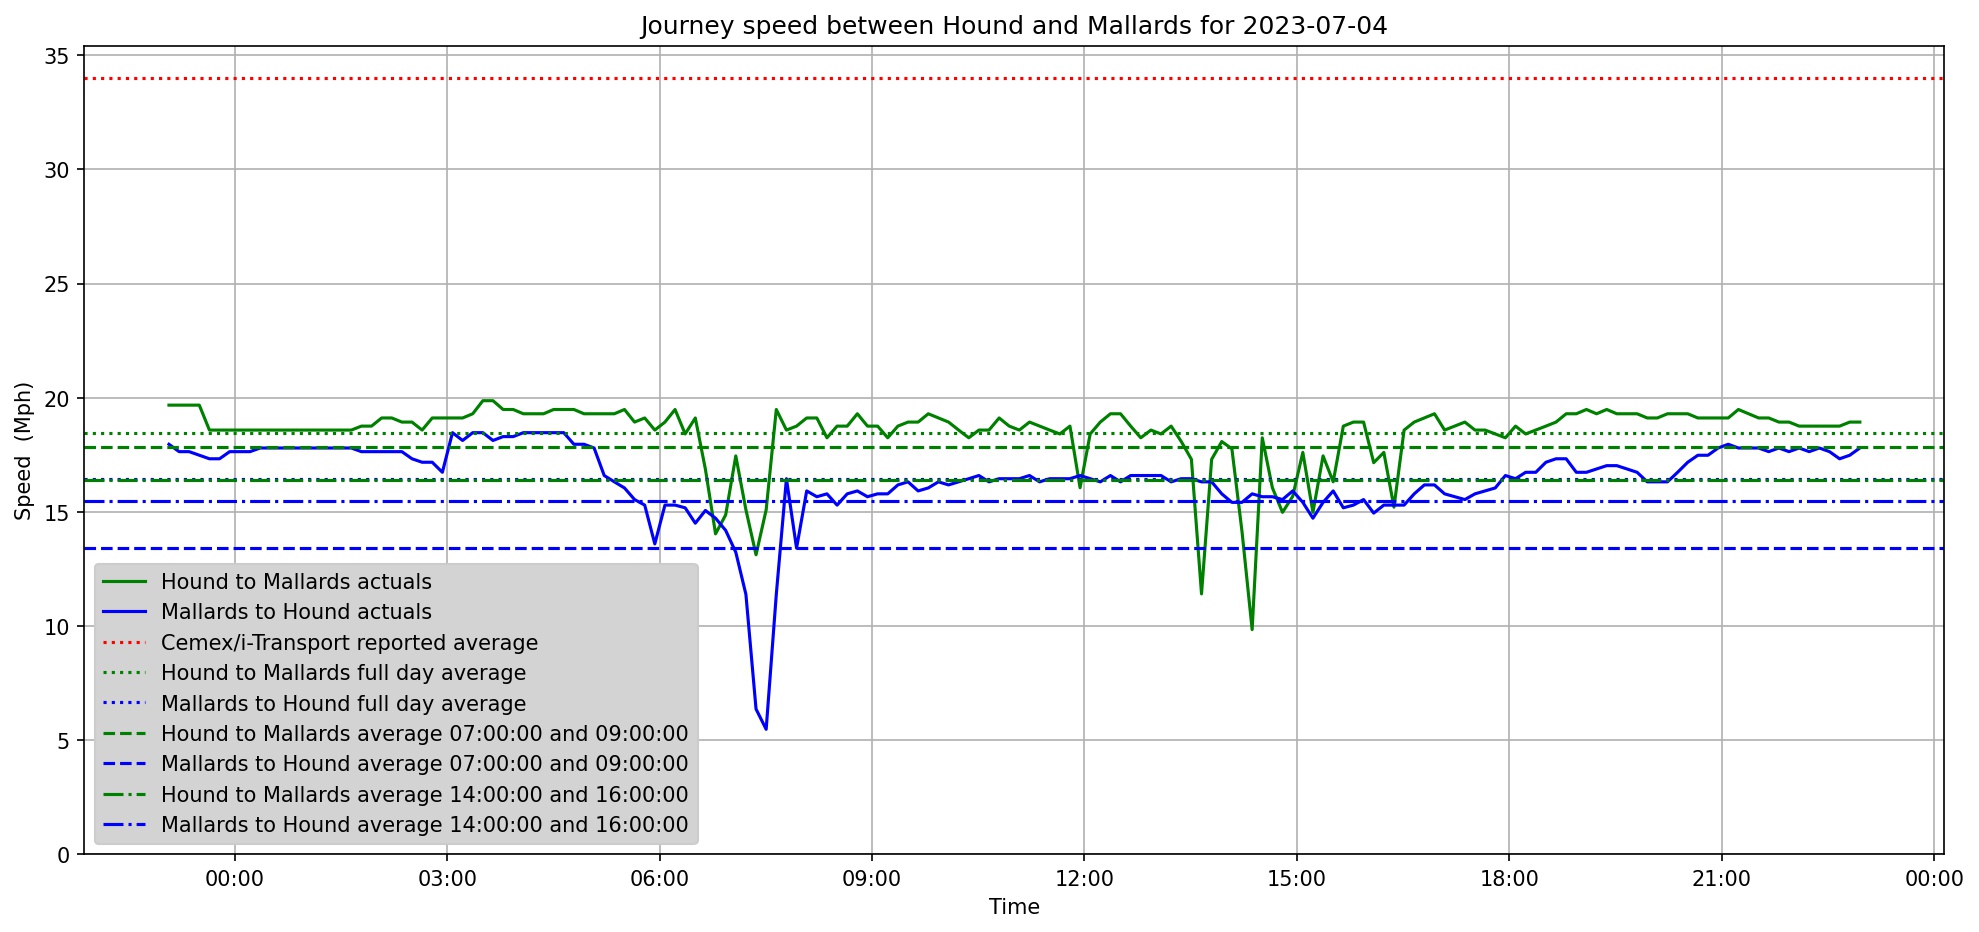 Journey speed between Hound and Mallards for 2023-07-04
35
30
25
20
15
10
5
0
Speed (Mph)
Hound to Mallards actuals
Mallards to Hound actuals
Cemex/i-Transport reported average
Hound to Mallards full day average
Mallards to Hound full day average
Hound to Mallards average 07:00:00 and 09:00:00
Mallards to Hound average 07:00:00 and 09:00:00
Hound to Mallards average 14:00:00 and 16:00:00
Mallards to Hound average 14:00:00 and 16:00:00
00:00 03:00 06:00 09:00 12:00 15:00 18:00 21:00 00:00
Time